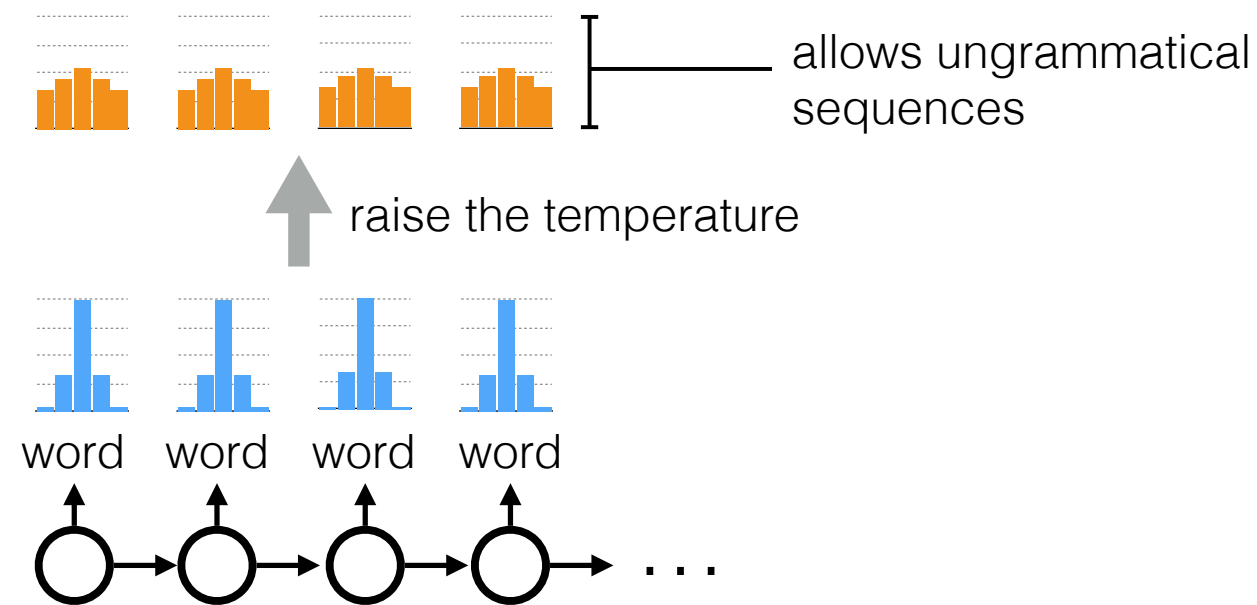 allows ungrammatical
sequences
raise the temperature
word word word word
. . .